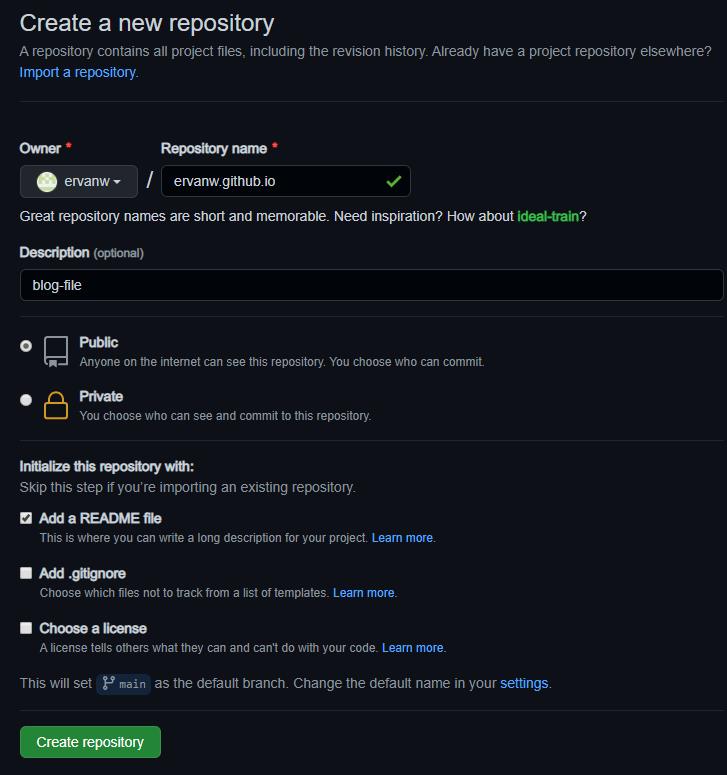 Create a new repository
A repository contains all project files, including the revision history. Already have a project repository elsewhere?
Import a repository.
Owner * Repository name *
ervanw / ervanw.github.io
Great repository names are short and memorable. Need inspiration? How about ideal-train?
Description (optional)
blog-file
Public
Anyone on the internet can see this repository. You choose who can commit.
Private
You choose who can see and commit to this repository.
Initialize this repository with:
Skip this step if you're importing an existing repository.
Add a README file
This is where you can write a long description for your project. Learn more.
Add .gitignore
Choose which files not to track from a list of templates. Learn more.
Choose a license
A license tells others what they can and can't do with your code. Learn more.
This will set main as the default branch. Change the default name in your settings.
Create repository